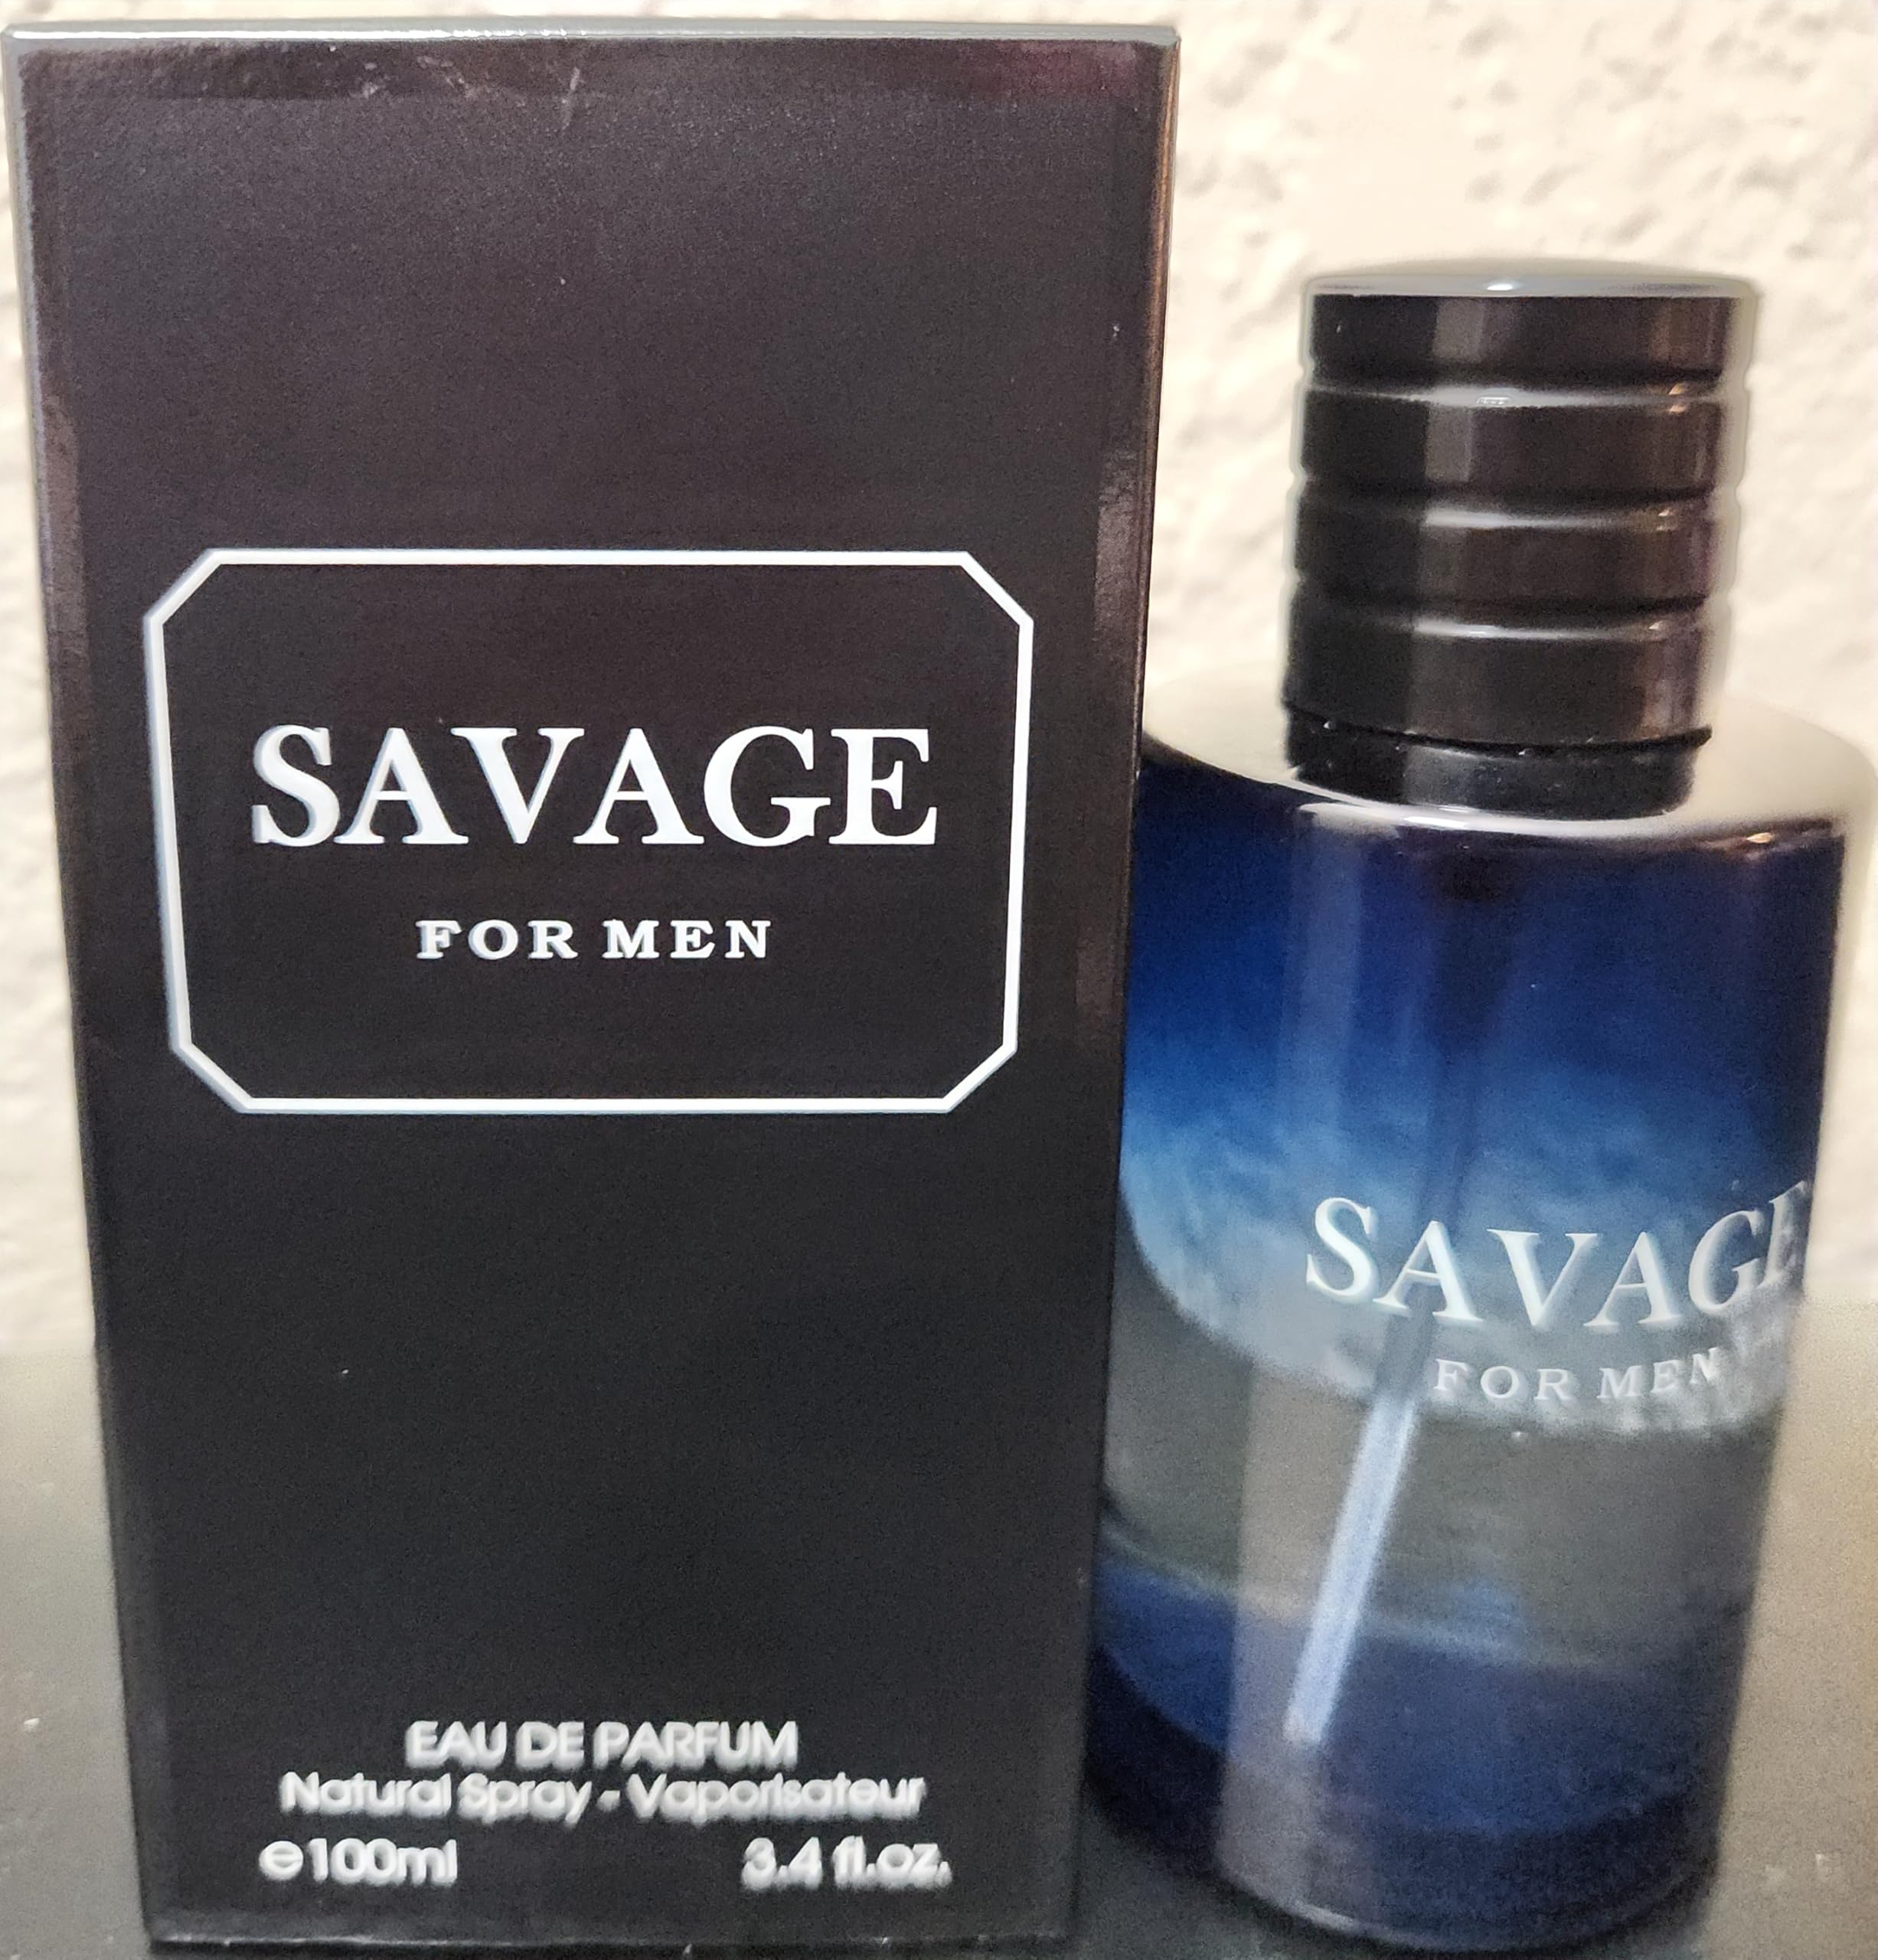 SAVAGE
FOR MEN
EAU DE PARFUM
Natural Spray - Vaporisateur
℮100ml 3.4 fl.oz.
SAVAGE
FOR MEN